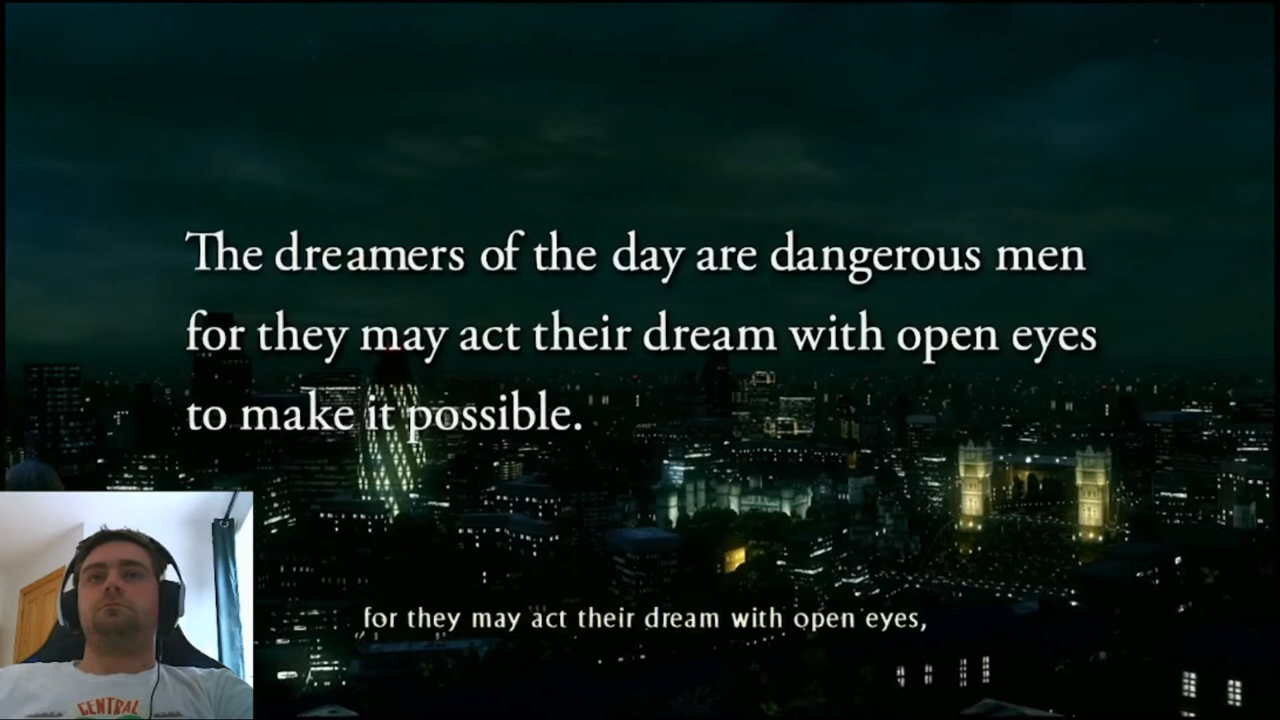 The dreamers of the day are dangerous men
for they may act their dream with open eyes
to make it possible.
for they may act their dream with open eyes,
CENTRAL